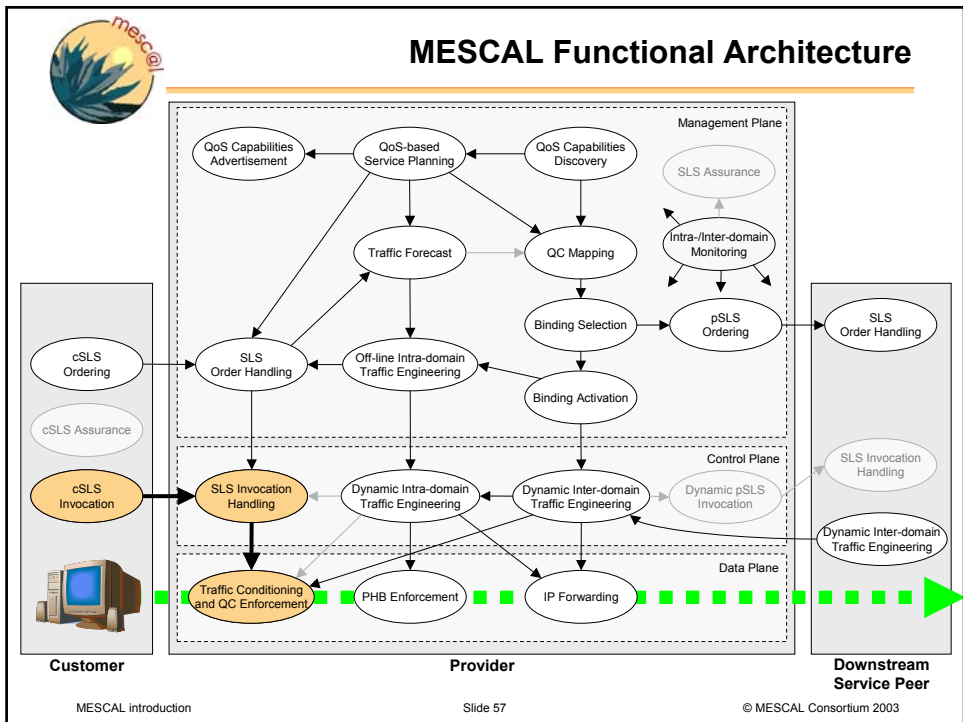 mesc@l
MESCAL Functional Architecture
Management Plane
QoS Capabilities
Advertisement
QoS-based
Service Planning
QoS Capabilities
Discovery
SLS Assurance
Traffic Forecast
QC Mapping
Intra-/Inter-domain
Monitoring
Binding Selection
pSLS
Ordering
SLS
Order Handling
cSLS
Ordering
SLS
Order Handling
Off-line Intra-domain
Traffic Engineering
Binding Activation
cSLS Assurance
Control Plane
SLS Invocation
Handling
cSLS
Invocation
SLS Invocation
Handling
Dynamic Intra-domain
Traffic Engineering
Dynamic Inter-domain
Traffic Engineering
Dynamic pSLS
Invocation
Dynamic Inter-domain
Traffic Engineering
Data Plane
Traffic Conditioning
and QC Enforcement
PHB Enforcement
IP Forwarding
Customer
Provider
Downstream
Service Peer
MESCAL introduction
Slide 57
© MESCAL Consortium 2003